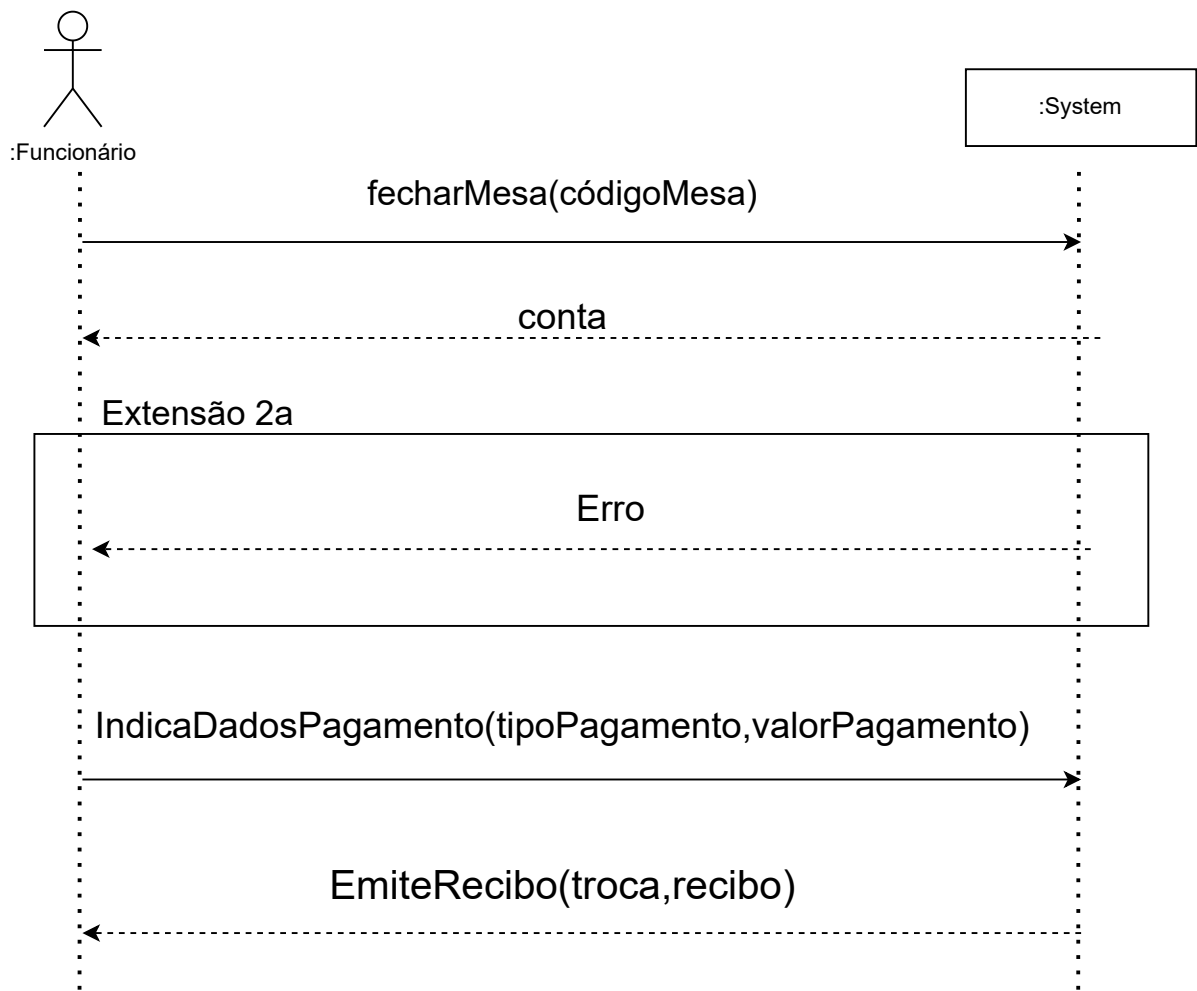 :System
:Funcionário
fecharMesa(códigoMesa)
conta
Extensão 2a
Erro
IndicaDadosPagamento(tipoPagamento,valorPagamento)
EmiteRecibo(troca,recibo)